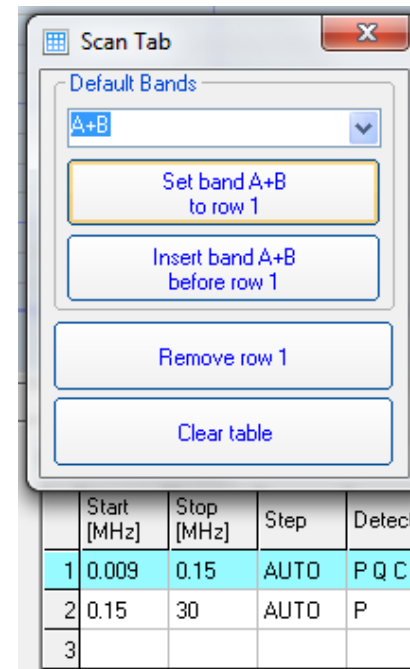 Scan Tab
Default Bands
A+B
Set band A+B
to row 1
Insert band A+B
before row 1
Remove row 1
Clear table
Start [MHz] Stop [MHz] Step Detec
1 0.009 0.15 AUTO P Q C
2 0.15 30 AUTO P
3